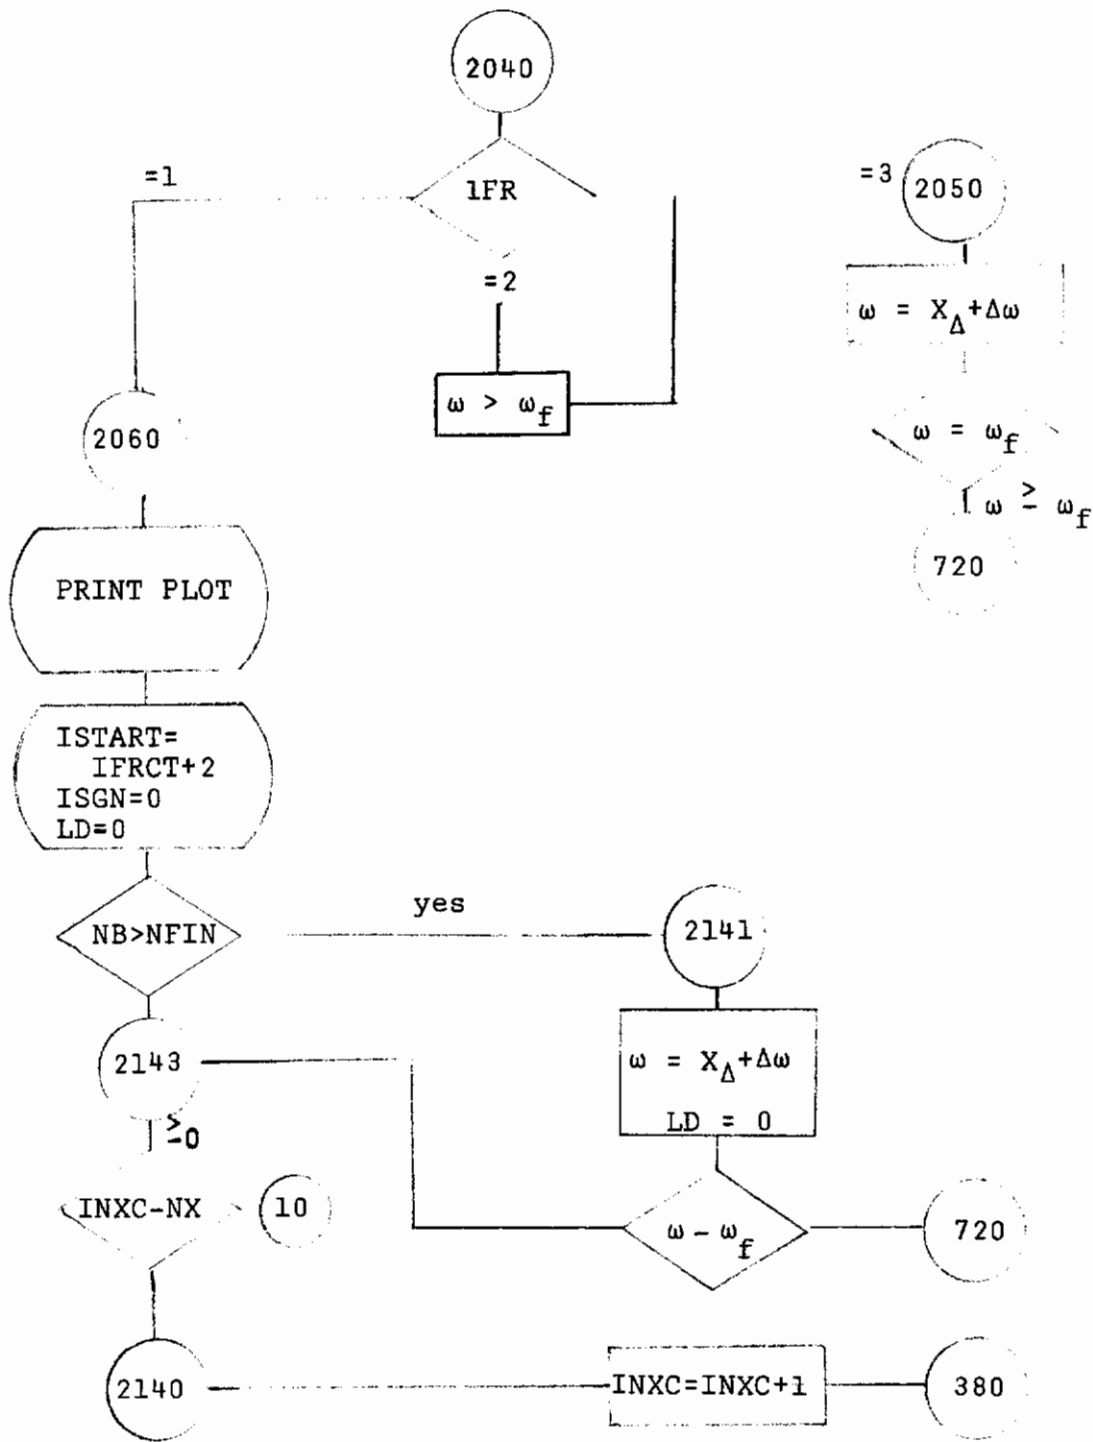 2040
=1
1FR
=3
2050
=2
ω = X_Δ+Δω
ω > ω_f
2060
ω = ω_f
ω ≥ ω_f
720
PRINT PLOT
ISTART=
IFRCT+2
ISGN=0
LD=0
NB>NFIN
yes
2141
2143
ω = X_Δ+Δω
LD = 0
≥0
INXC-NX
10
ω - ω_f
720
2140
INXC=INXC+1
380